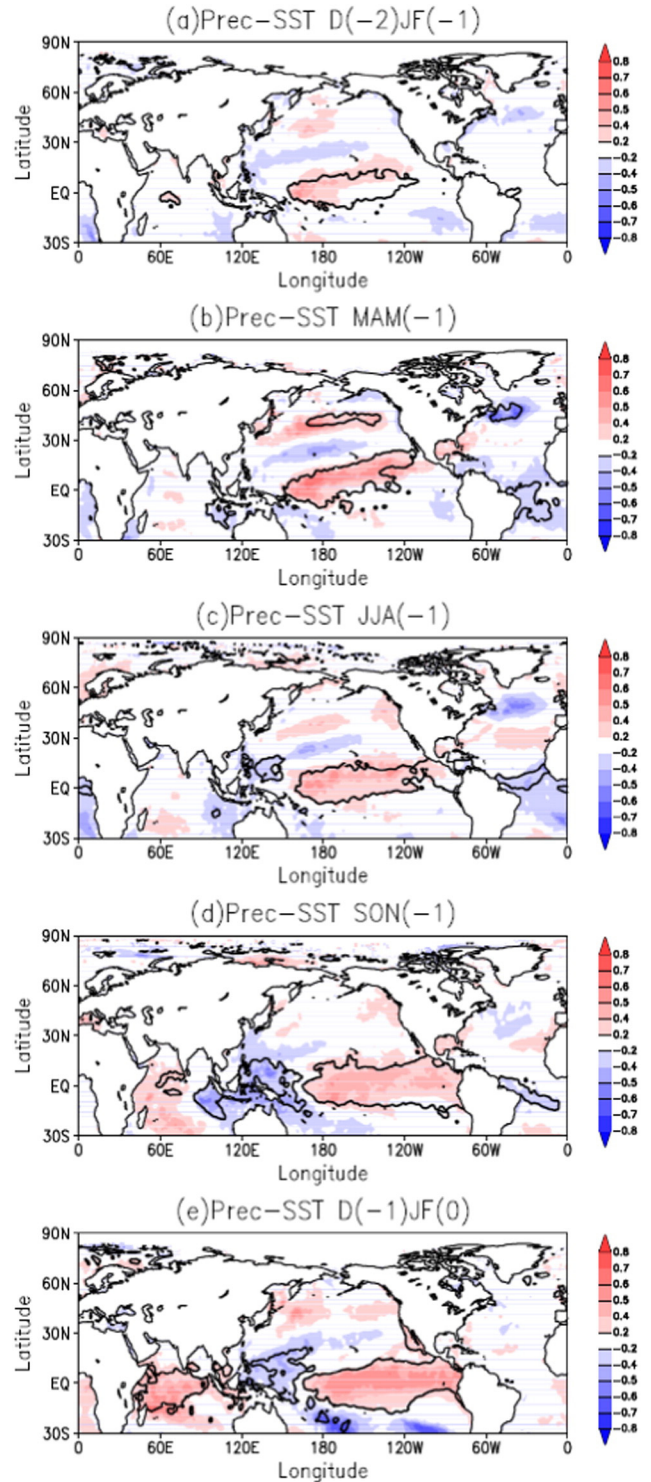 (a)Prec-SST D(-2)JF(-1)
90N
60N
30N
EQ
30S
Latitude
0 60E 120E 180 120W 60W 0
Longitude
0.8
0.7
0.6
0.5
0.4
0.3
0.2
-0.2
-0.4
-0.5
-0.6
-0.7
-0.8
(b)Prec-SST MAM(-1)
90N
60N
30N
EQ
30S
Latitude
0 60E 120E 180 120W 60W 0
Longitude
0.8
0.7
0.6
0.5
0.4
0.3
0.2
-0.2
-0.4
-0.5
-0.6
-0.7
-0.8
(c)Prec-SST JJA(-1)
90N
60N
30N
EQ
30S
Latitude
0 60E 120E 180 120W 60W 0
Longitude
0.8
0.7
0.6
0.5
0.4
0.3
0.2
-0.2
-0.4
-0.5
-0.6
-0.7
-0.8
(d)Prec-SST SON(-1)
90N
60N
30N
EQ
30S
Latitude
0 60E 120E 180 120W 60W 0
Longitude
0.8
0.7
0.6
0.5
0.4
0.3
0.2
-0.2
-0.4
-0.5
-0.6
-0.7
-0.8
(e)Prec-SST D(-1)JF(0)
90N
60N
30N
EQ
30S
Latitude
0 60E 120E 180 120W 60W 0
Longitude
0.8
0.7
0.6
0.5
0.4
0.3
0.2
-0.2
-0.4
-0.5
-0.6
-0.7
-0.8